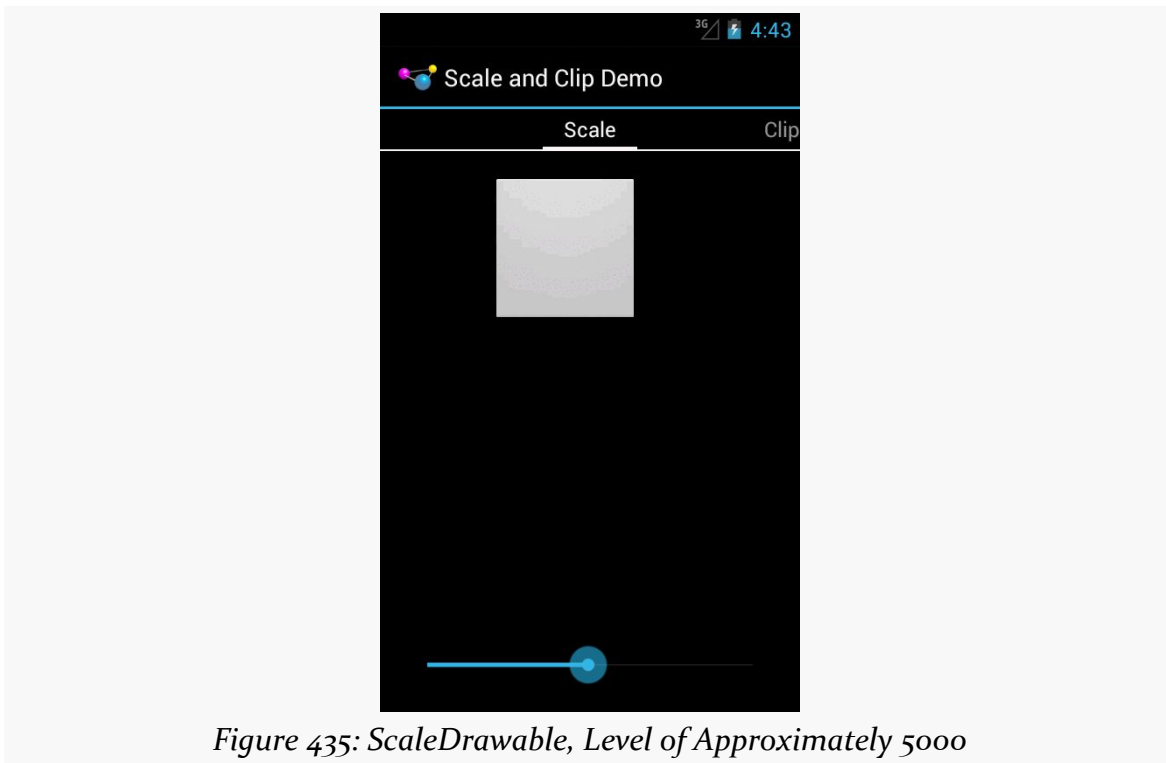 3G 4:43
Scale and Clip Demo
Scale Clip
Figure 435: ScaleDrawable, Level of Approximately 5000